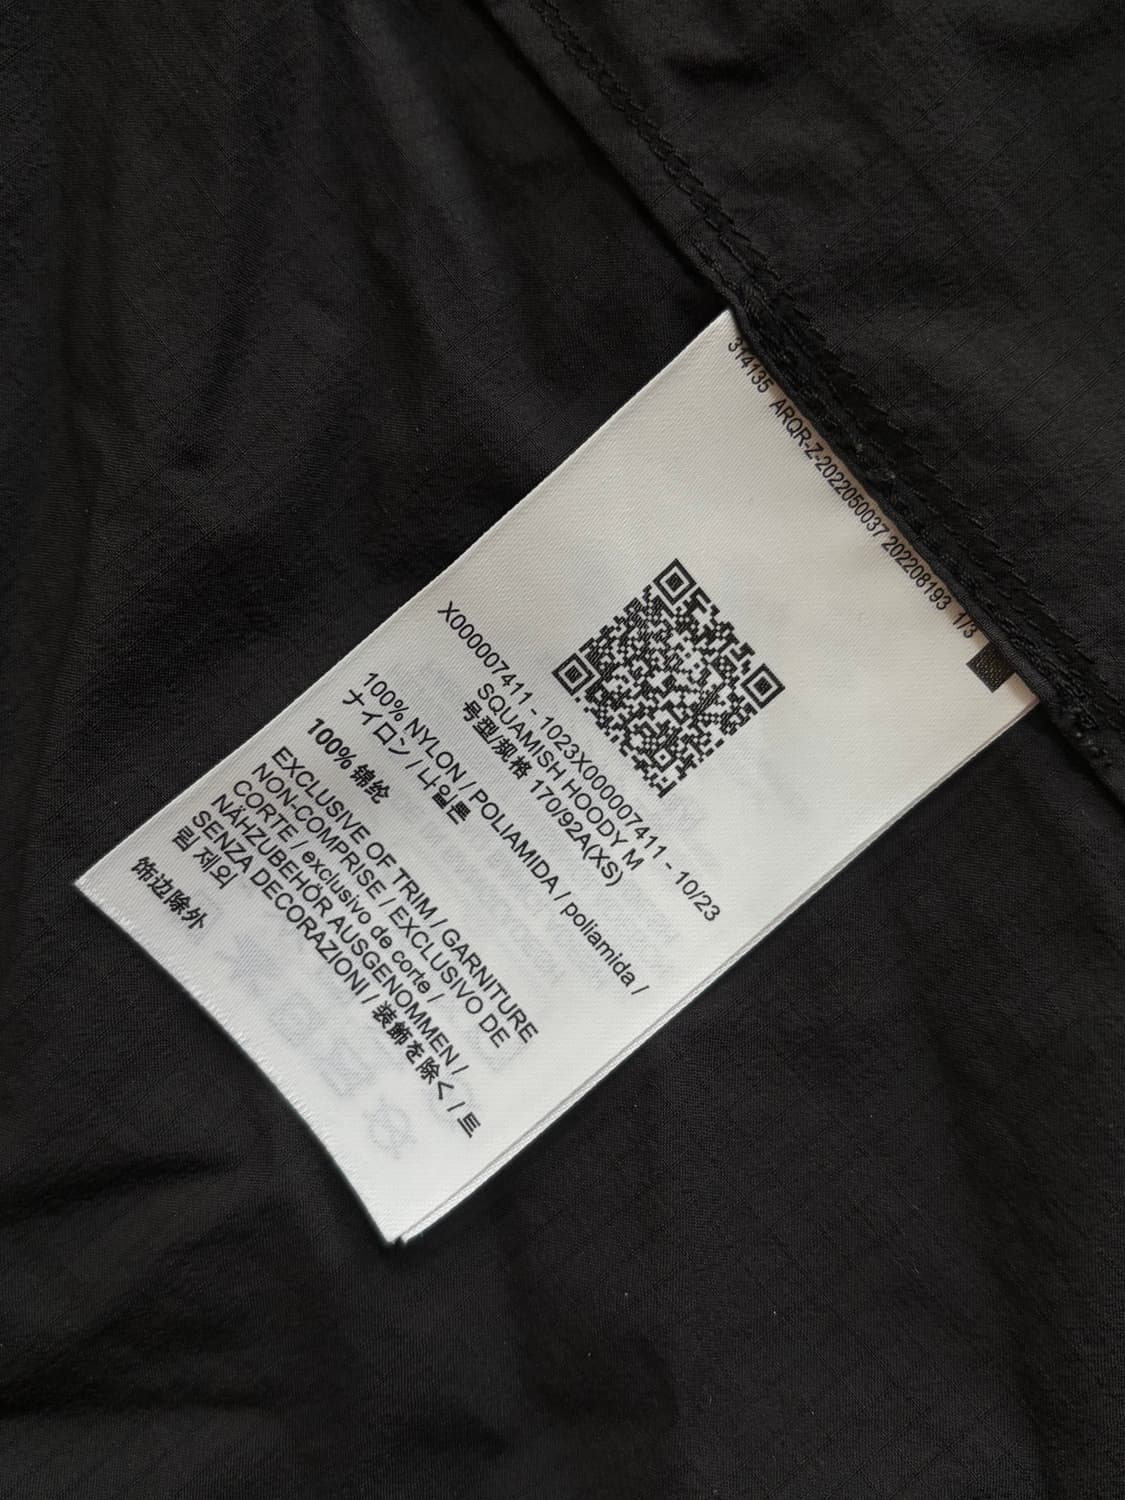 314135 ARQR-Z-2022050037 202208193 1/3
X000007411 - 1023X000007411 - 10/23
SQUAMISH HOODY M
号型/规格 170/92A(XS)
100% NYLON / POLIAMIDA / poliamida /
ナイロン / 나일론
100% 锦纶
EXCLUSIVE OF TRIM / GARNITURE
NON-COMPRISE / EXCLUSIVO DE
CORTE / exclusivo de corte /
NÄHZUBEHÖR AUSGENOMMEN /
SENZA DECORAZIONI / 装飾を除く / 트
림 제외
饰边除外